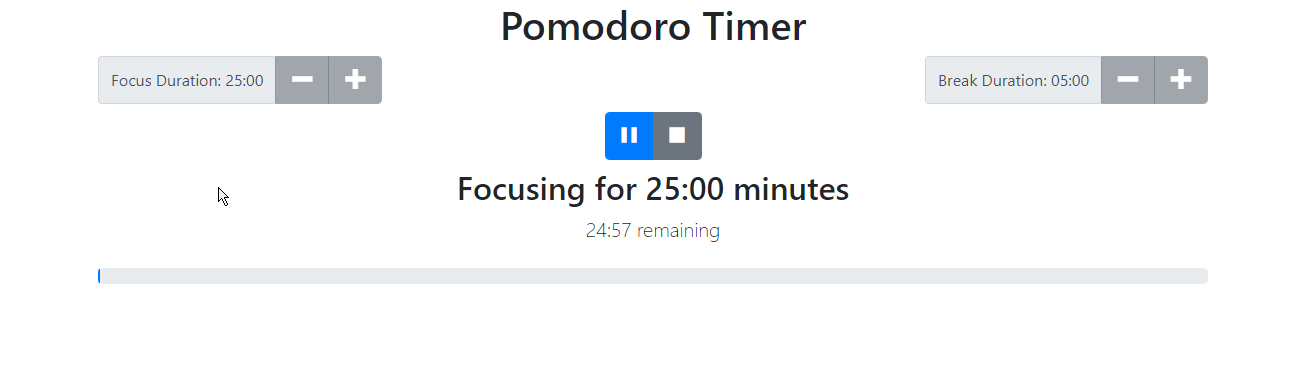 Pomodoro Timer
Focus Duration: 25:00
Break Duration: 05:00
Focusing for 25:00 minutes
24:57 remaining